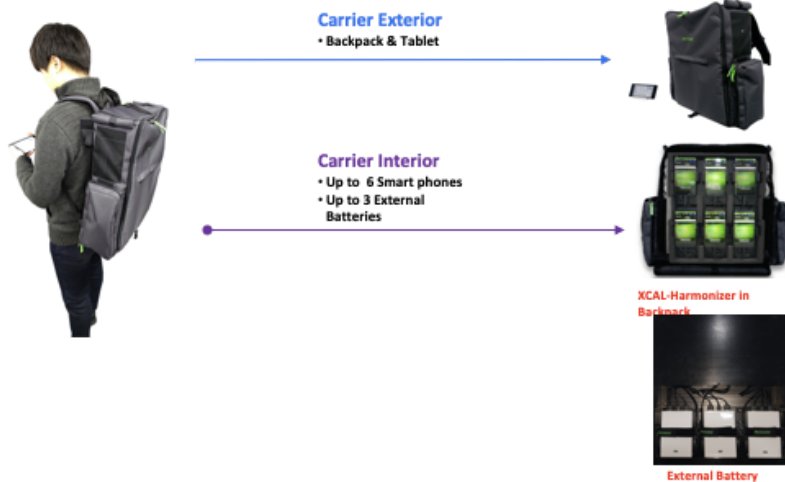 Carrier Exterior
• Backpack & Tablet
Carrier Interior
• Up to 6 Smart phones
• Up to 3 External
Batteries
XCAL-Harmonizer in
Backpack
External Battery